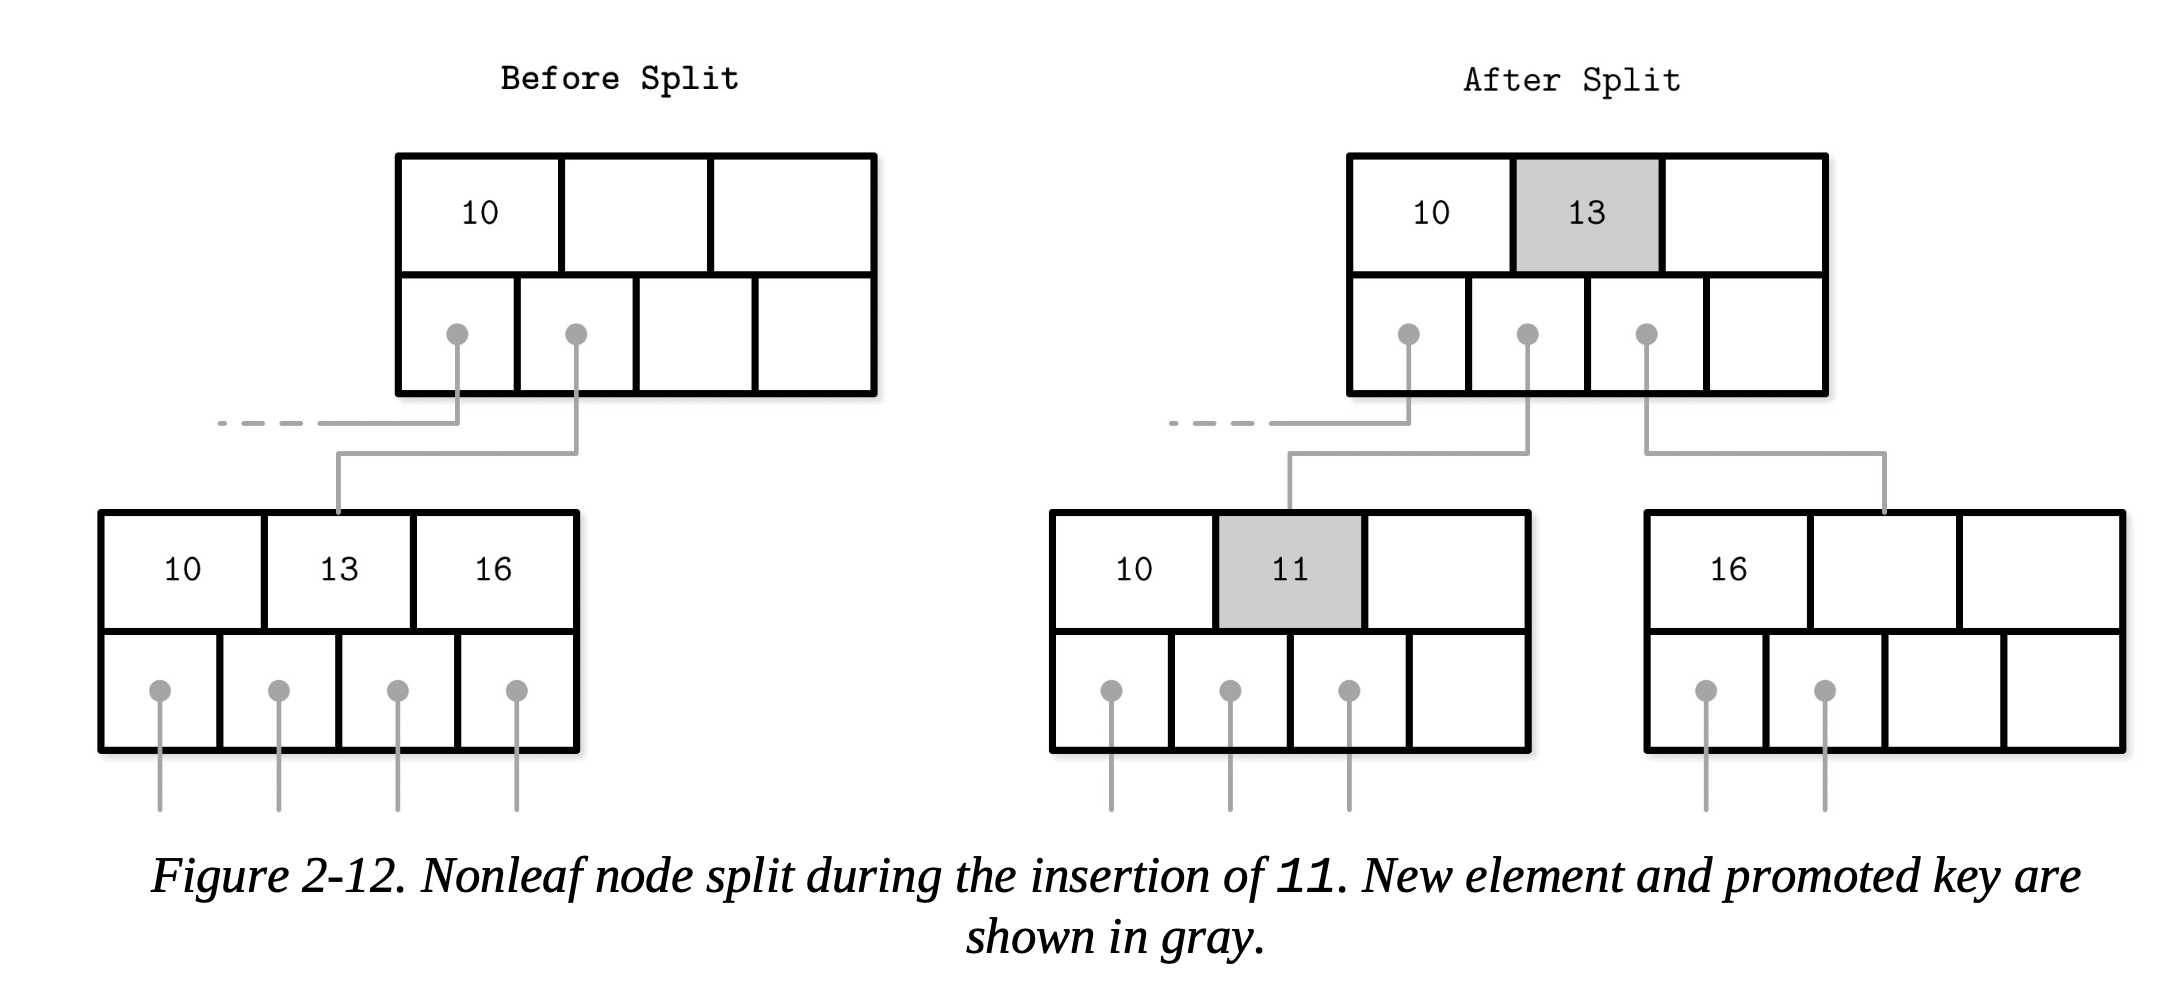 Before Split
After Split
10
10 13
10 13 16
10 11
16
Figure 2-12. Nonleaf node split during the insertion of 11. New element and promoted key are
shown in gray.